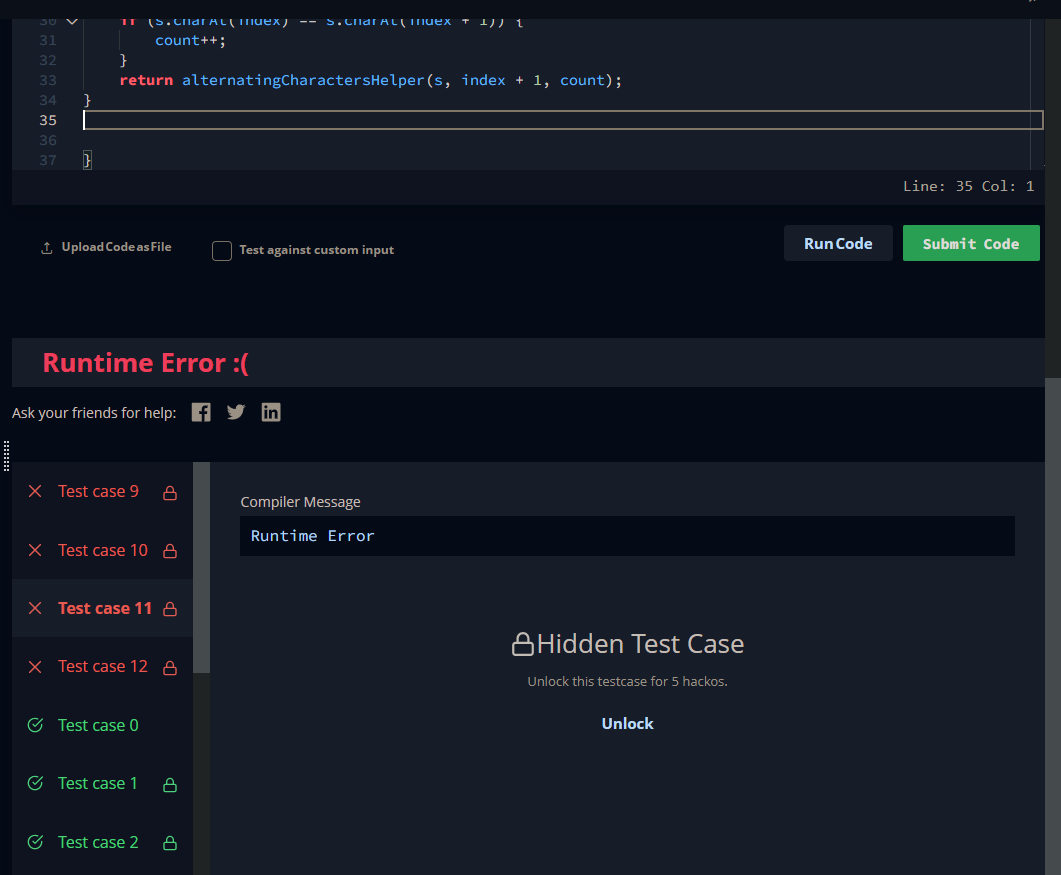 30 if (s.charAt(index) == s.charAt(index + 1)) {
31 count++;
32 }
33 return alternatingCharactersHelper(s, index + 1, count);
34 }
35
36
37 }
Line: 35 Col: 1
Upload Code as File
Test against custom input
Run Code
Submit Code
Runtime Error :(
Ask your friends for help:
Test case 9
Test case 10
Test case 11
Test case 12
Test case 0
Test case 1
Test case 2
Compiler Message
Runtime Error
Hidden Test Case
Unlock this testcase for 5 hackos.
Unlock